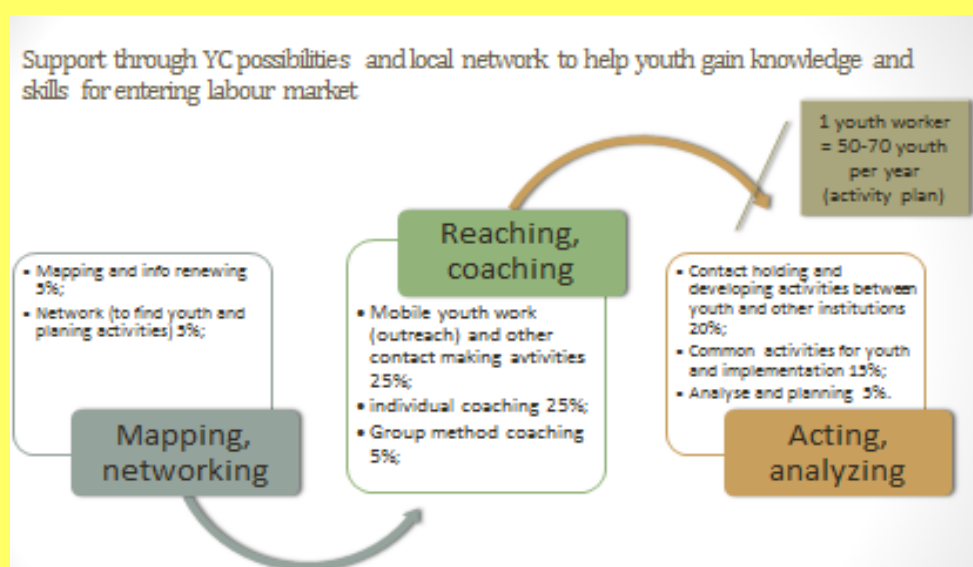 Support through YC possibilities and local network to help youth gain knowledge and
skills for entering labour market
1 youth worker
= 50-70 youth
per year
(activity plan)
• Mapping and info renewing
5%;
• Network (to find youth and
planing activities) 5%;
Mapping,
networking
Reaching,
coaching
• Mobile youth work
(outreach) and other
contact making avtivities
25%;
• individual coaching 25%;
• Group method coaching
5%;
• Contact holding and
developing activities between
youth and other institutions
20%;
• Common activities for youth
and implementation 15%;
• Analyse and planning 5%.
Acting,
analyzing